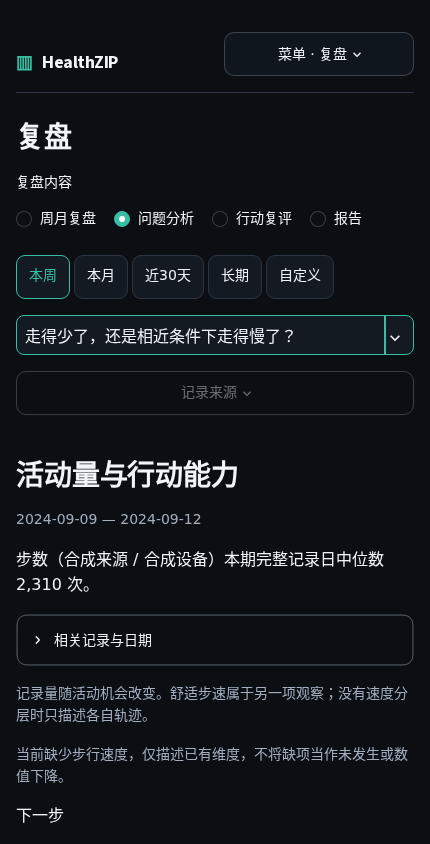 HealthZIP
菜单 · 复盘
复盘
复盘内容
周月复盘 问题分析 行动复评 报告
本周 本月 近30天 长期 自定义
走得少了，还是相近条件下走得慢了？
记录来源
活动量与行动能力
2024-09-09 — 2024-09-12
步数（合成来源 / 合成设备）本期完整记录日中位数
2,310 次。
相关记录与日期
记录量随活动机会改变。舒适步速属于另一项观察；没有速度分
层时只描述各自轨迹。
当前缺少步行速度，仅描述已有维度，不将缺项当作未发生或数
值下降。
下一步